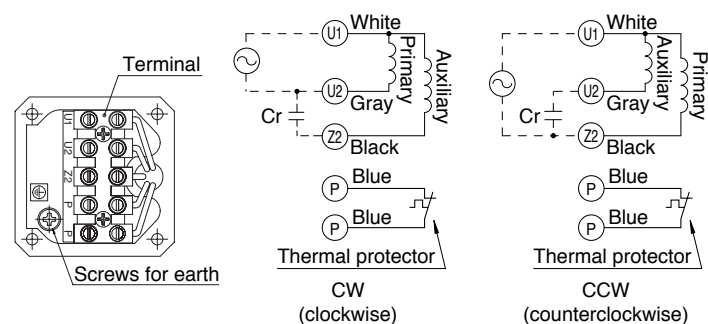 Terminal
U1
U2
Z2
P
P
Screws for earth
U1 White
Primary
Auxiliary
U2
Gray
Cr
Z2
Black
P Blue
P Blue
Thermal protector
CW
(clockwise)
U1 White
Auxiliary
Primary
U2
Gray
Cr
Z2
Black
P Blue
P Blue
Thermal protector
CCW
(counterclockwise)